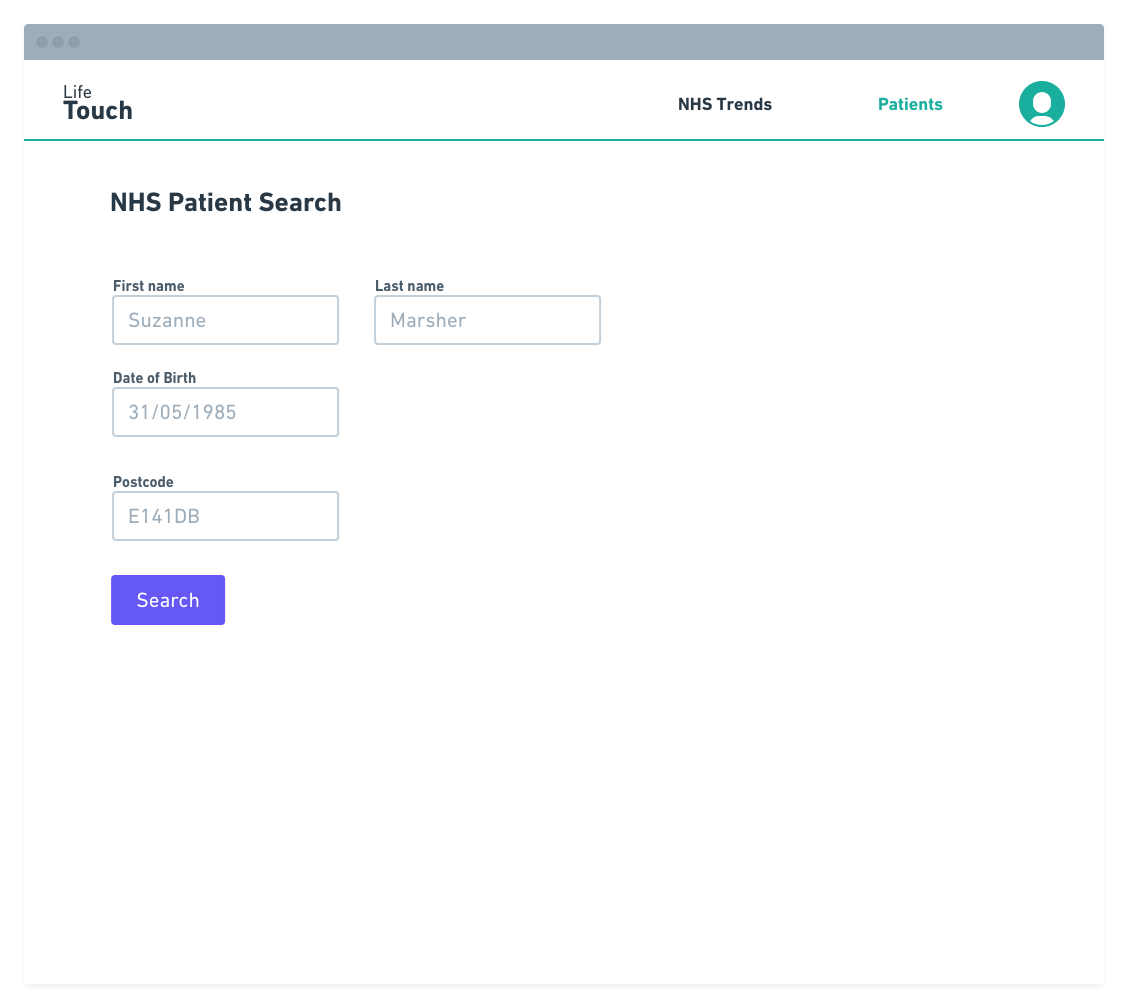 Life
Touch
NHS Trends
Patients
NHS Patient Search
First name
Last name
Suzanne
Marsher
Date of Birth
31/05/1985
Postcode
E141DB
Search